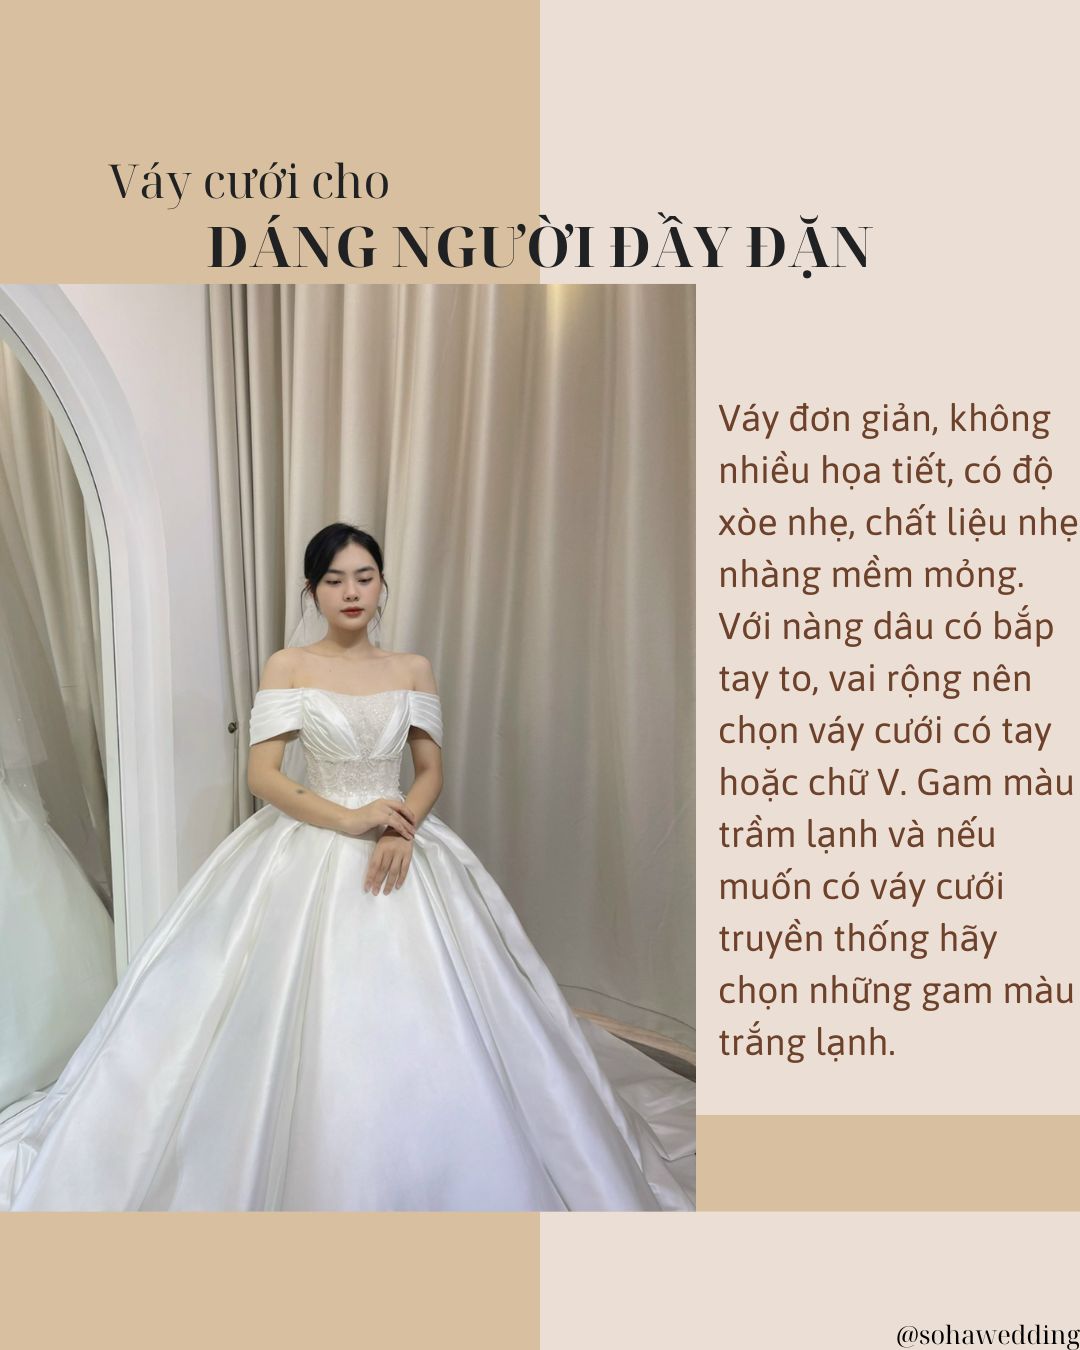 Váy cưới cho
DÁNG NGƯỜI ĐẦY ĐẶN
Váy đơn giản, không
nhiều họa tiết, có độ
xòe nhẹ, chất liệu nhẹ
nhàng mềm mỏng.
Với nàng dâu có bắp
tay to, vai rộng nên
chọn váy cưới có tay
hoặc chữ V. Gam màu
trầm lạnh và nếu
muốn có váy cưới
truyền thống hãy
chọn những gam màu
trắng lạnh.
@sohawedding